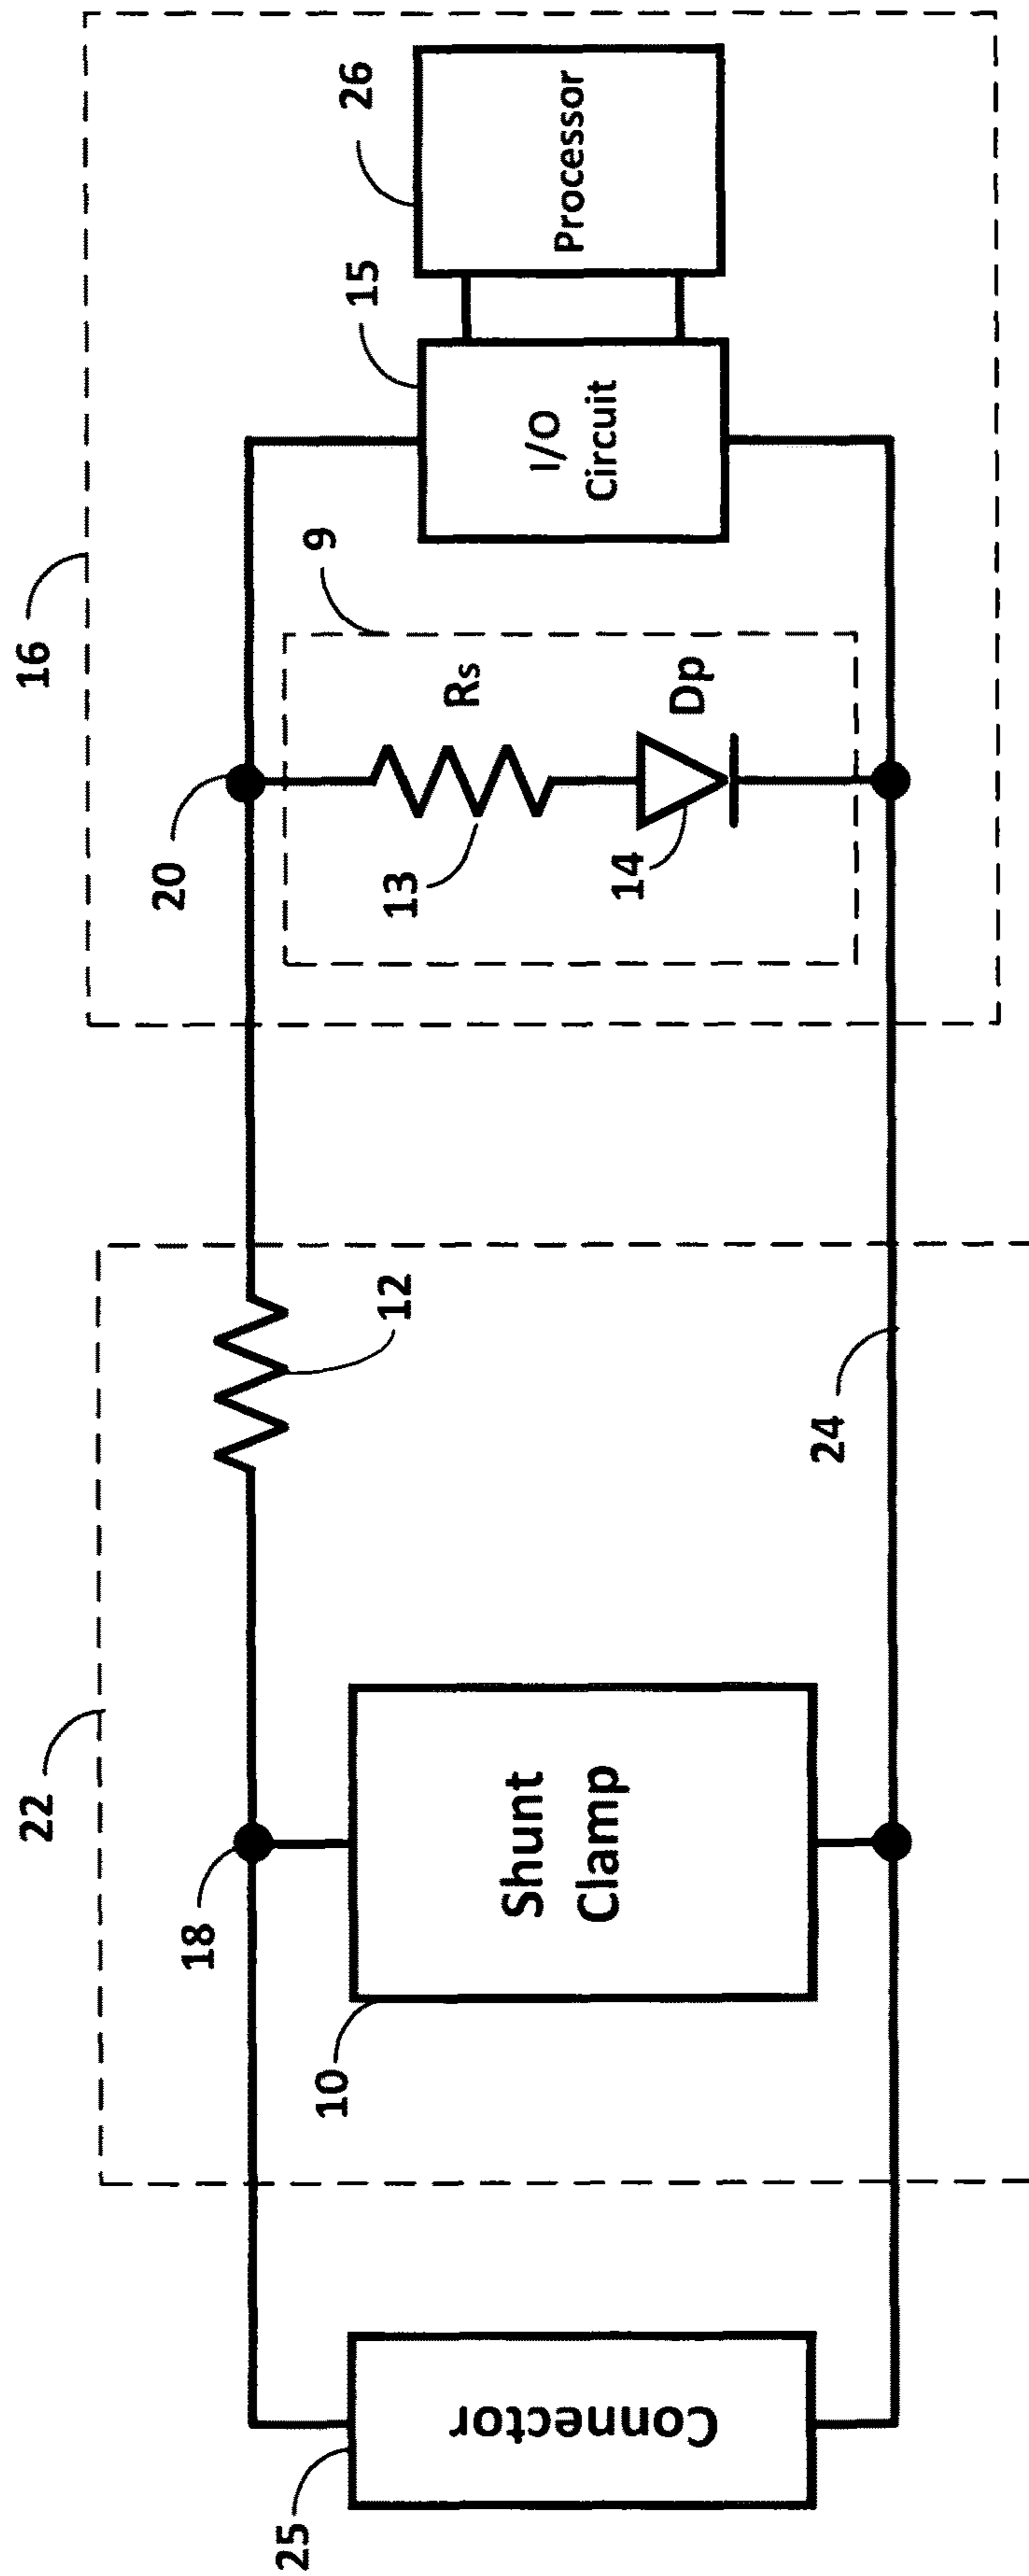 16
26
Processor
15
I/O
Circuit
9
20
Rs
13
Dp
14
22
12
24
18
Shunt
Clamp
10
Connector
25